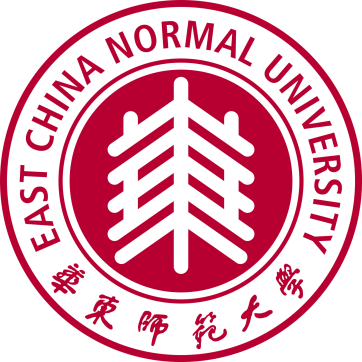 EAST CHINA NORMAL UNIVERSITY
華東師範大學